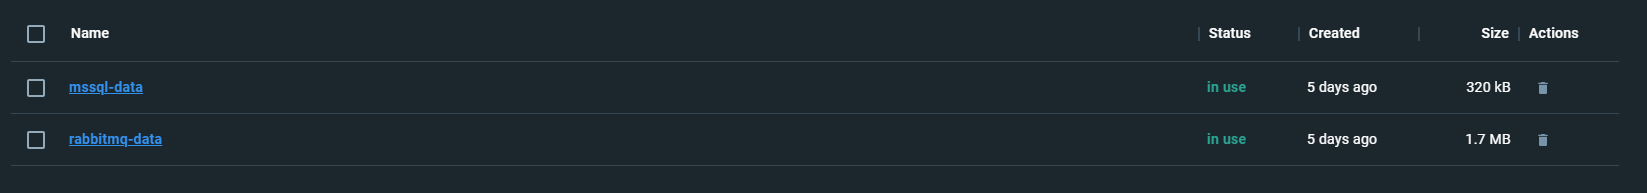 Name Status Created Size Actions
mssql-data in use 5 days ago 320 kB
rabbitmq-data in use 5 days ago 1.7 MB